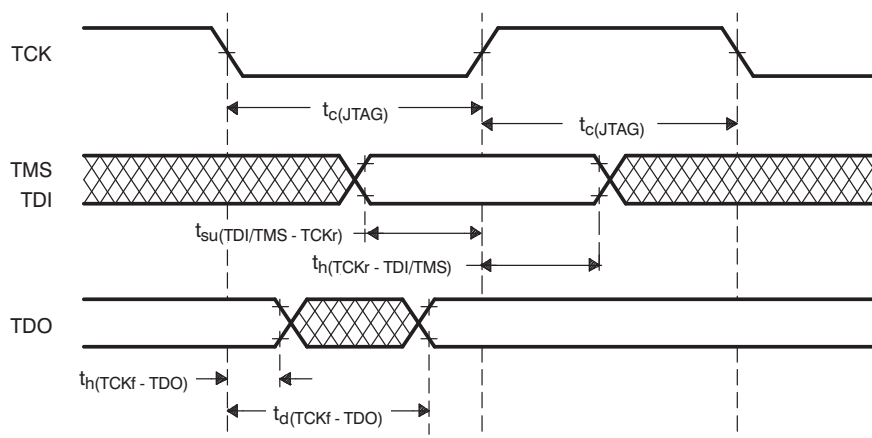 TCK
tc(JTAG)
tc(JTAG)
TMS
TDI
tsu(TDI/TMS - TCKr)
th(TCKr - TDI/TMS)
TDO
th(TCKf - TDO)
td(TCKf - TDO)